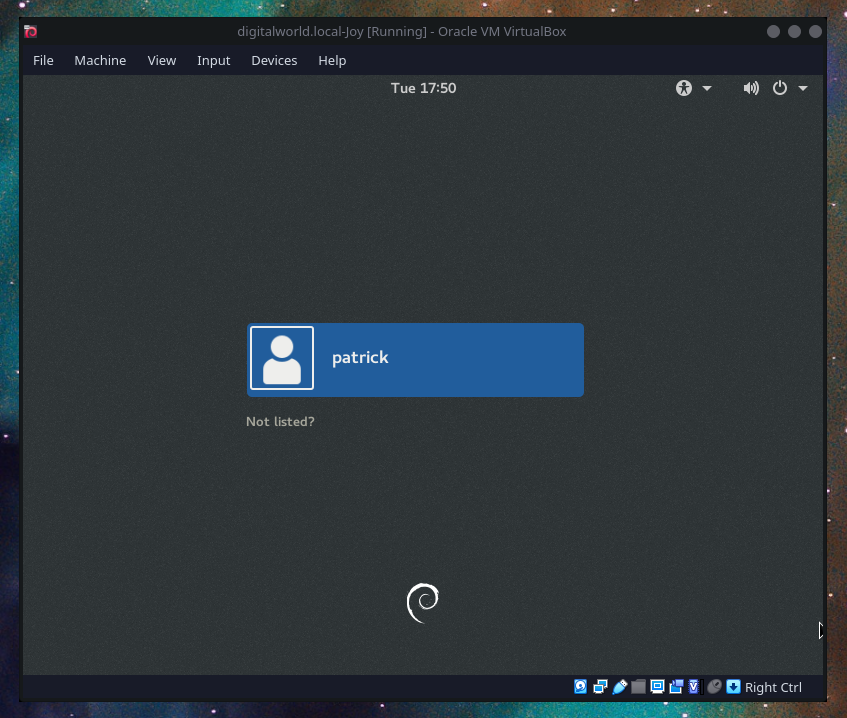 digitalworld.local-Joy [Running] - Oracle VM VirtualBox
File Machine View Input Devices Help
Tue 17:50
patrick
Not listed?
Right Ctrl